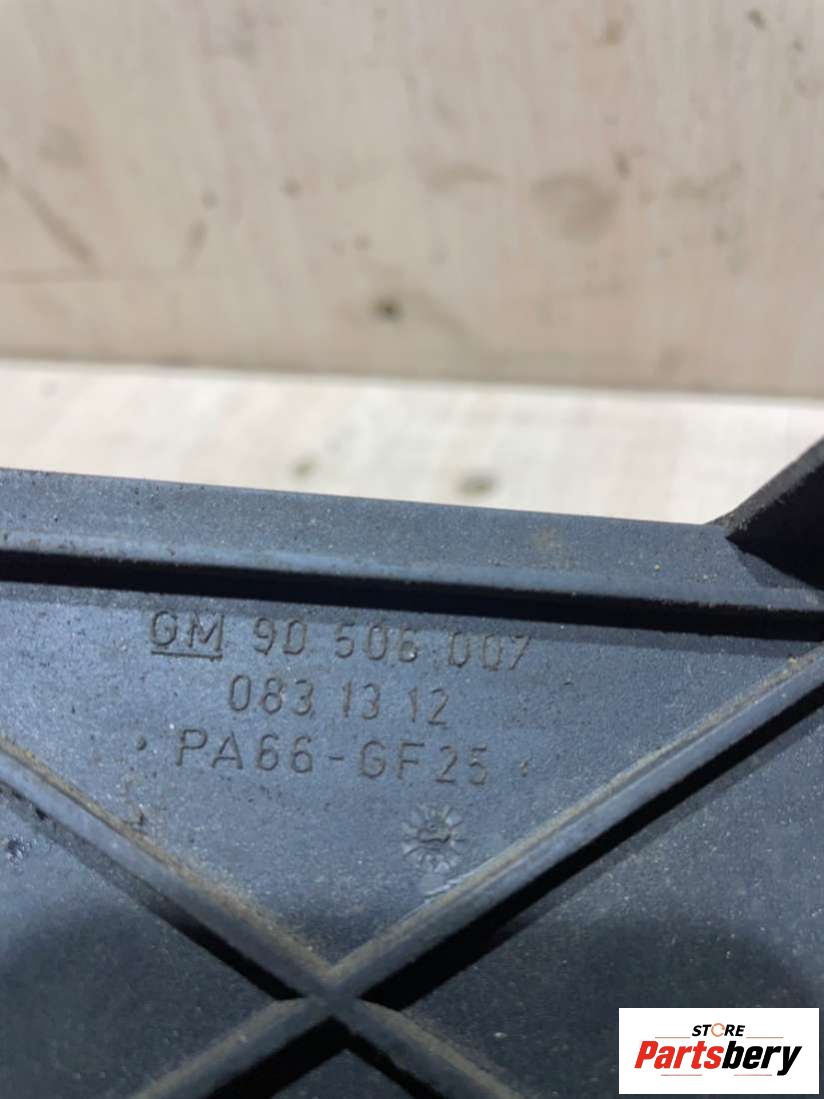 GM 90 506 007
083 13 12
PA66-GF25
STORE
Partsbery